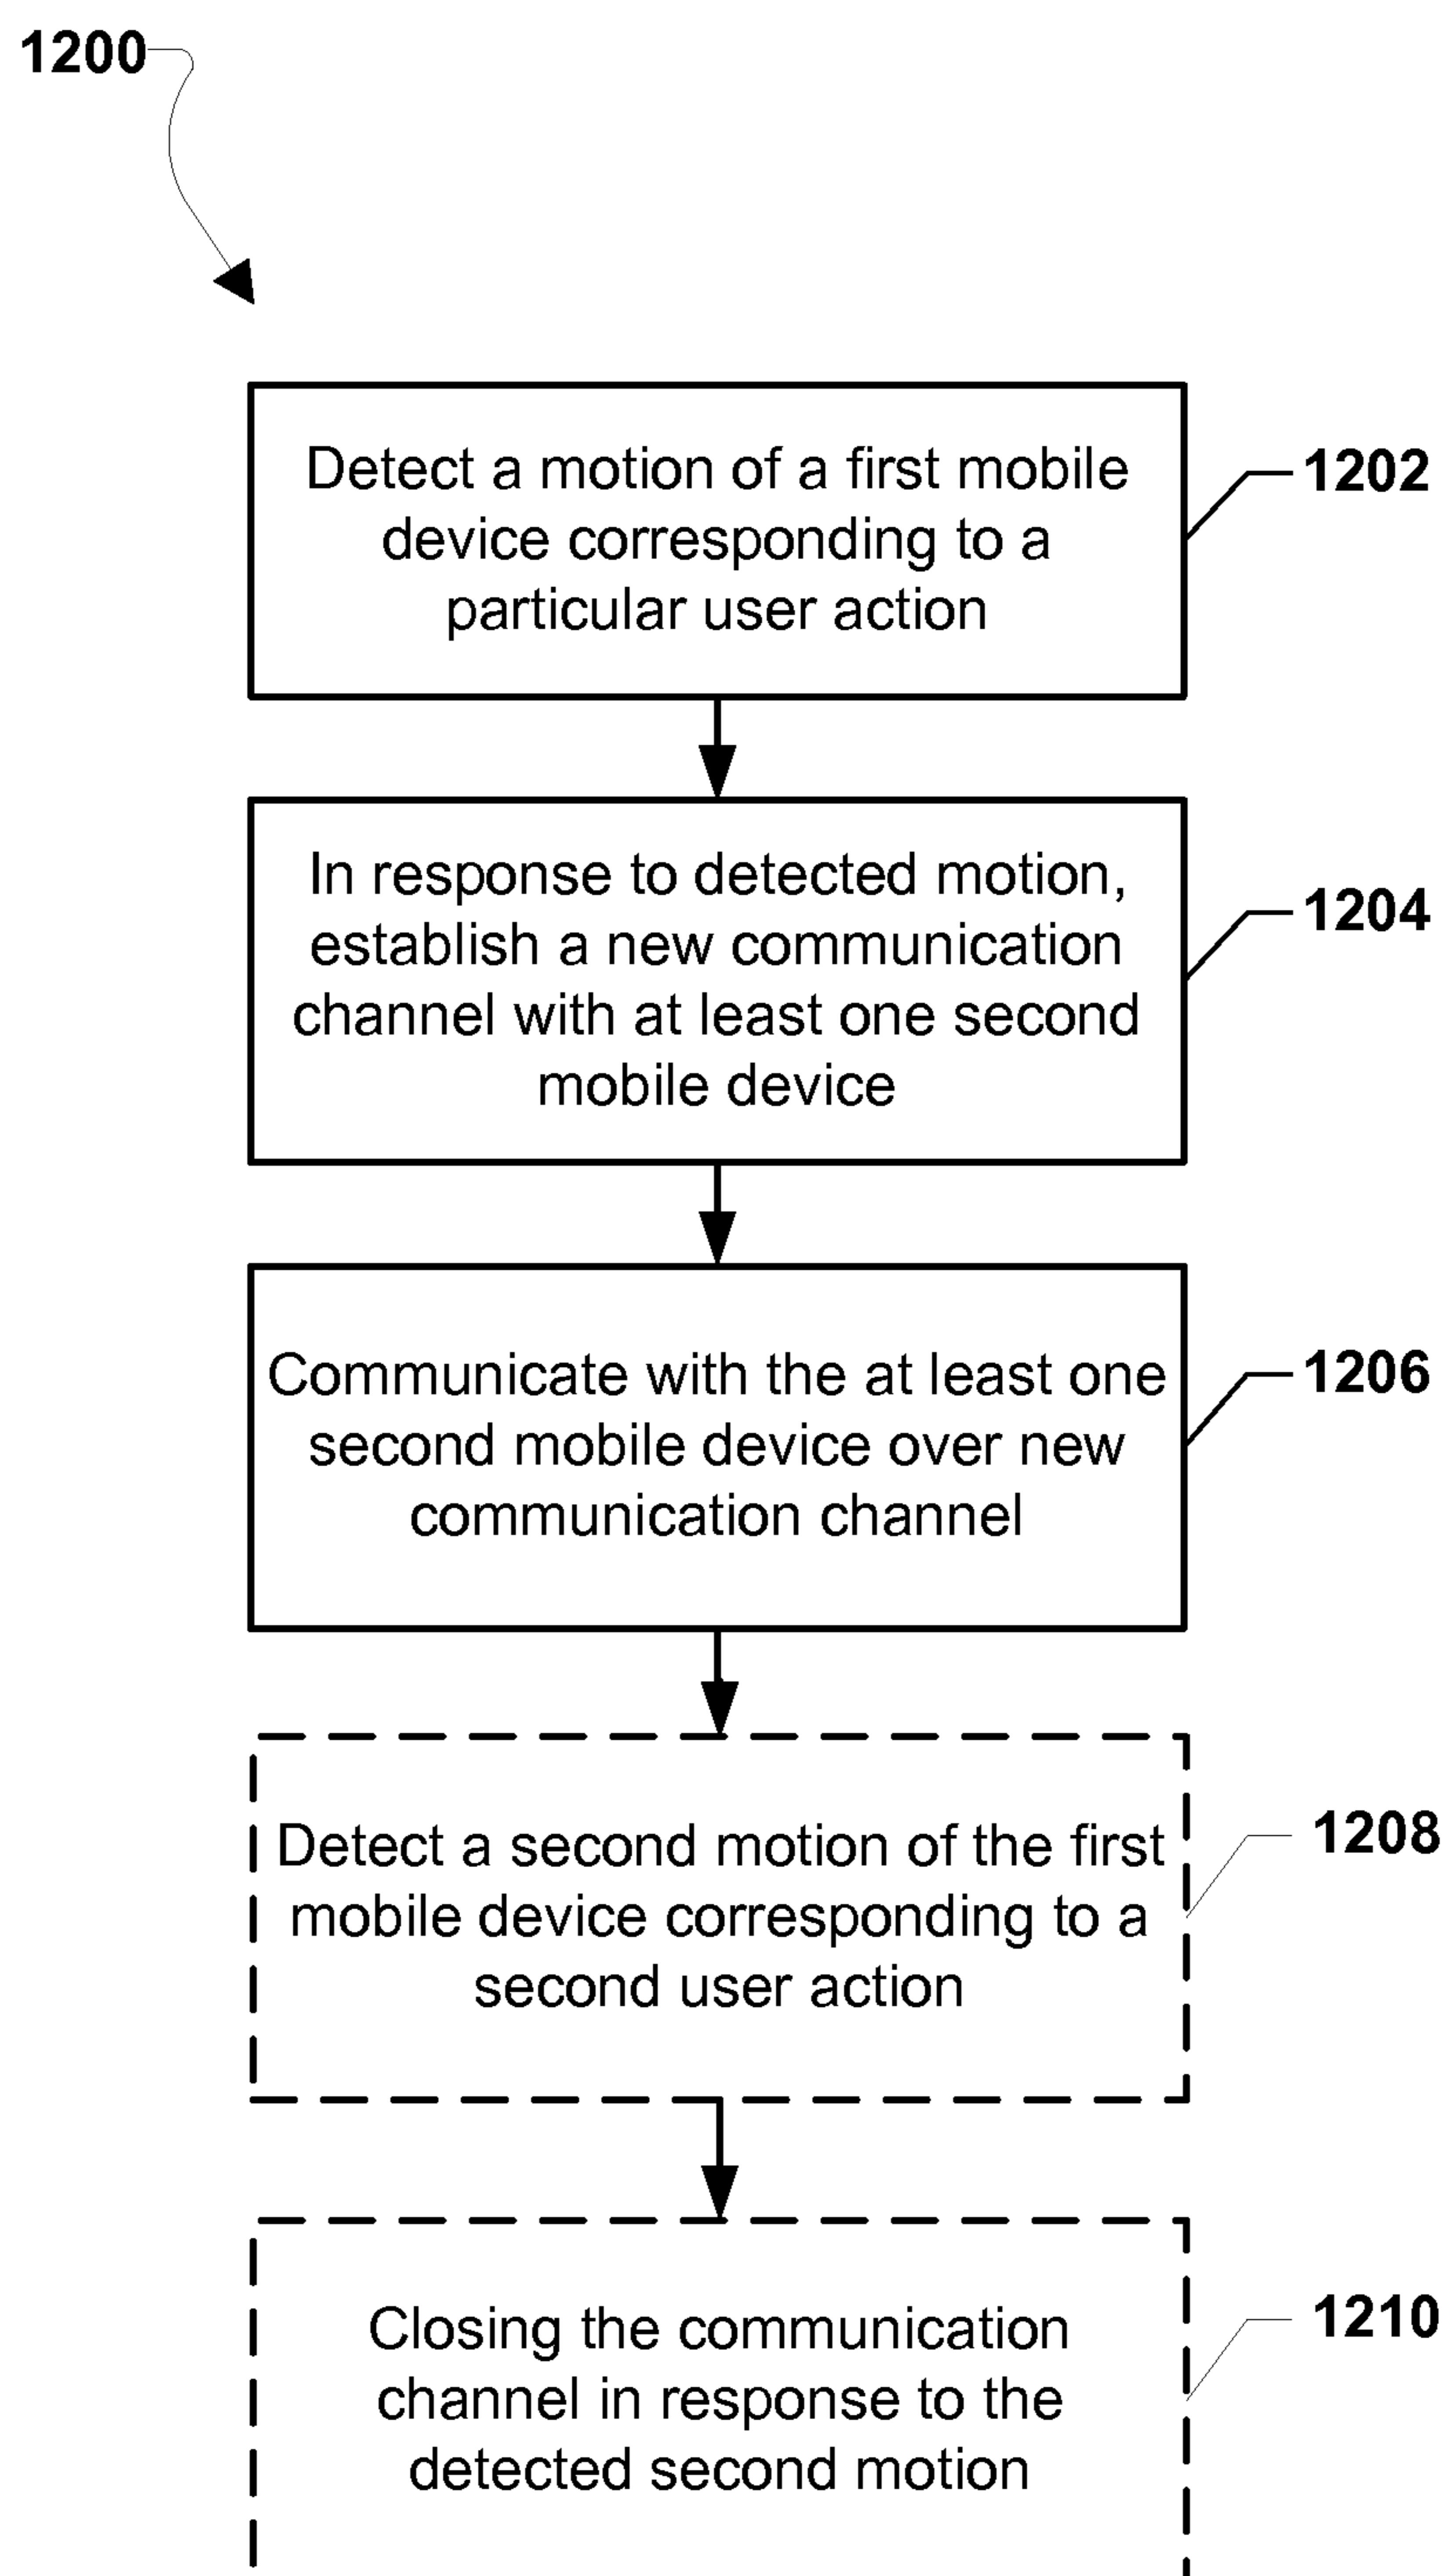 1200
Detect a motion of a first mobile
device corresponding to a
particular user action
1202
In response to detected motion,
establish a new communication
channel with at least one second
mobile device
1204
Communicate with the at least one
second mobile device over new
communication channel
1206
Detect a second motion of the first
mobile device corresponding to a
second user action
1208
Closing the communication
channel in response to the
detected second motion
1210